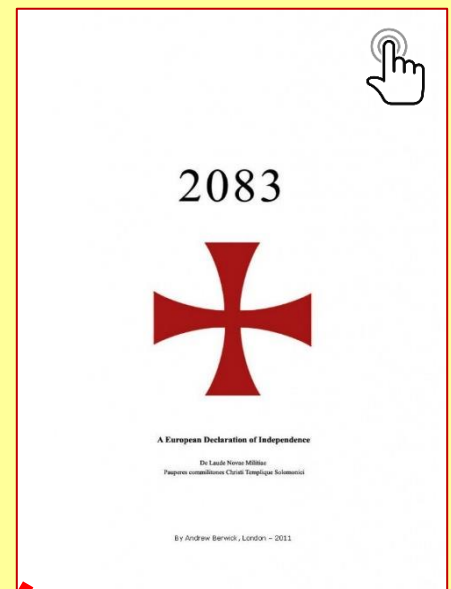 2083
A European Declaration of Independence
De Laude Novae Militiae
Pauperes commilitones Christi Templique Solomonici
By Andrew Berwick, London – 2011